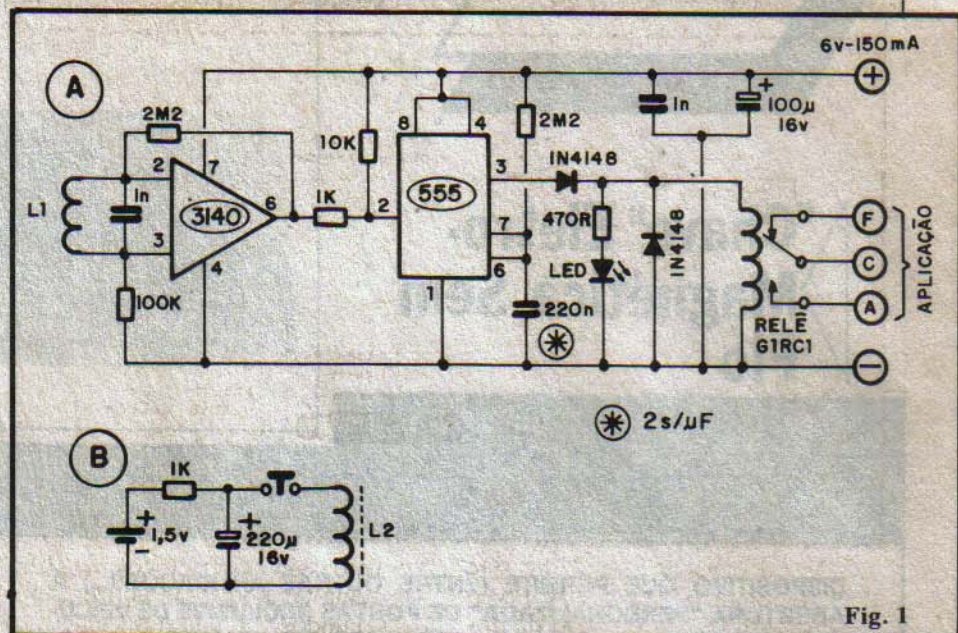 6v-150mA
A
2M2
8
4
2M2
1n
100µ
16v
10K
1N4148
2
7
3140
6
1K
2
555
3
L1
1n
3
4
7
6
470R
LED
1N4148
F
C
A
APLICAÇÃO
100K
1
220n
RELÊ
G1RC1
2s/µF
B
1K
1,5v
220µ
16v
L2
Fig. 1